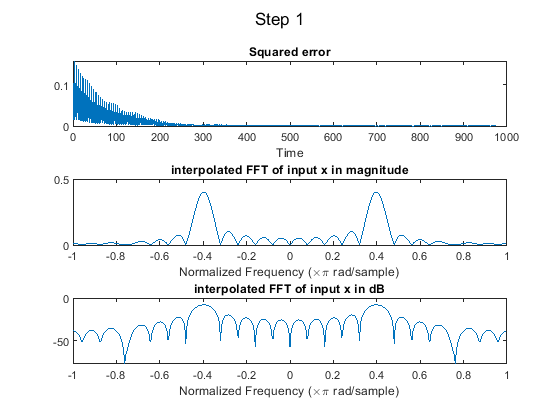 Step 1
Squared error
0.1
0
0 100 200 300 400 500 600 700 800 900 1000
Time
interpolated FFT of input x in magnitude
0.5
0
-1 -0.8 -0.6 -0.4 -0.2 0 0.2 0.4 0.6 0.8 1
Normalized Frequency (×π rad/sample)
interpolated FFT of input x in dB
0
-50
-1 -0.8 -0.6 -0.4 -0.2 0 0.2 0.4 0.6 0.8 1
Normalized Frequency (×π rad/sample)